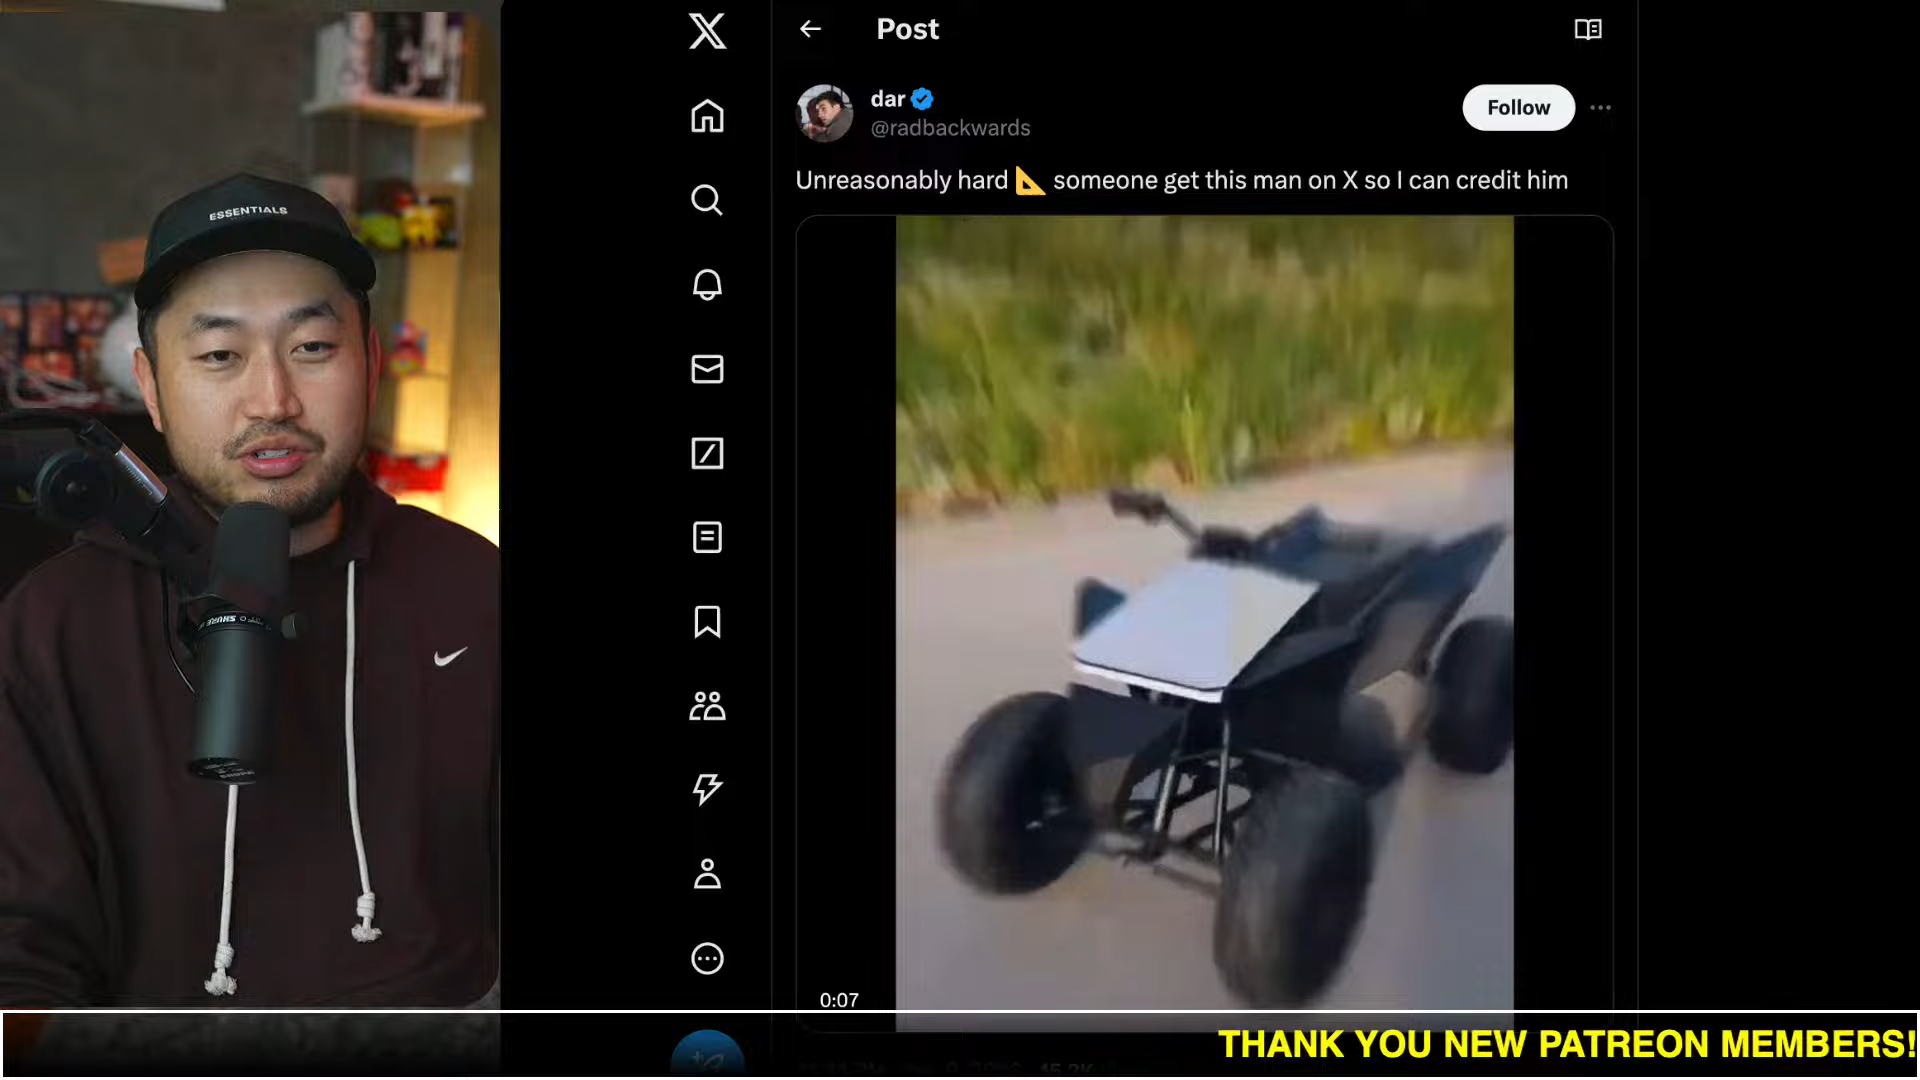 ESSENTIALS
SHURE
Post
dar
@radbackwards
Follow
Unreasonably hard 📐 someone get this man on X so I can credit him
0:07
THANK YOU NEW PATREON MEMBERS!